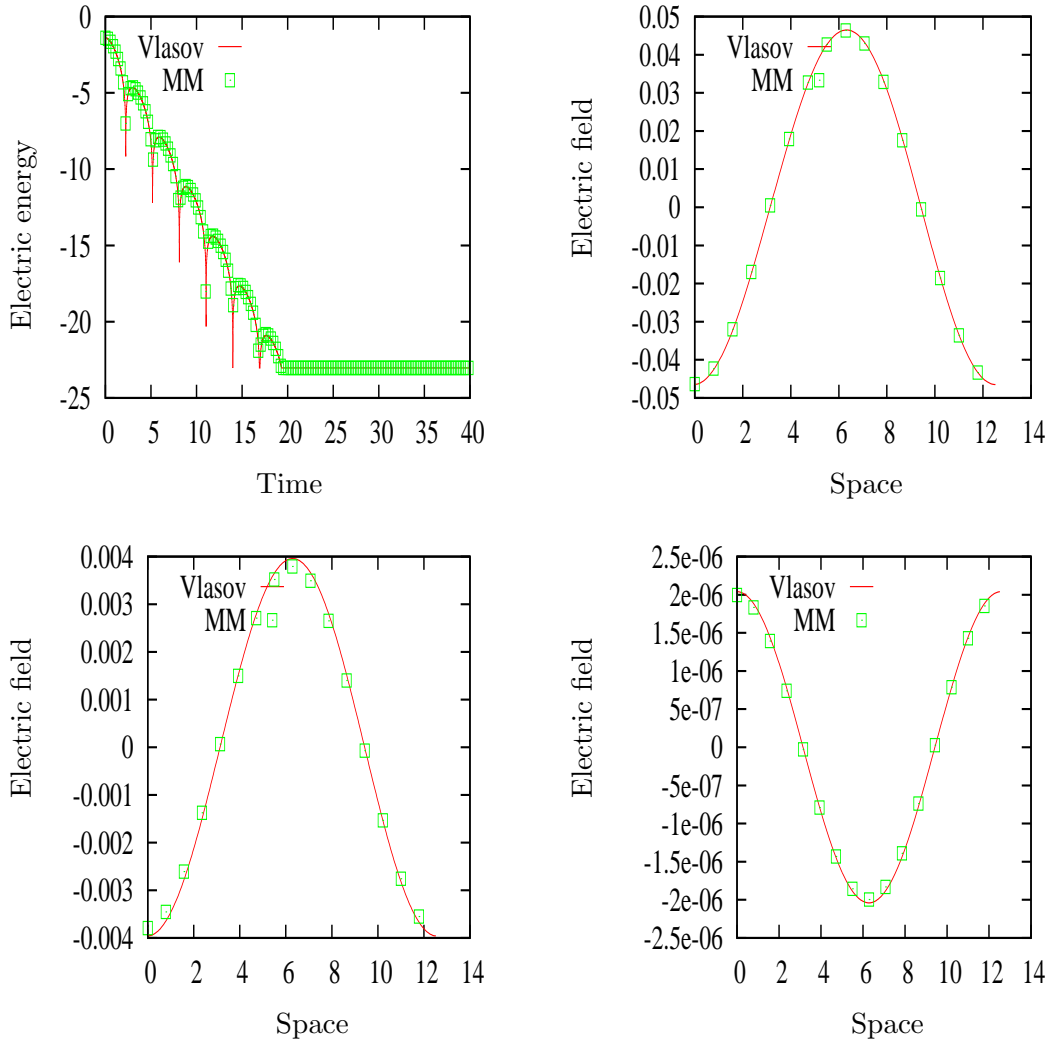 0
-5
-10
-15
-20
-25
0 5 10 15 20 25 30 35 40
Electric energy
Time
Vlasov
MM
0.05
0.04
0.03
0.02
0.01
0
-0.01
-0.02
-0.03
-0.04
-0.05
0 2 4 6 8 10 12 14
Electric field
Space
Vlasov
MM
0.004
0.003
0.002
0.001
0
-0.001
-0.002
-0.003
-0.004
0 2 4 6 8 10 12 14
Electric field
Space
Vlasov
MM
2.5e-06
2e-06
1.5e-06
1e-06
5e-07
0
-5e-07
-1e-06
-1.5e-06
-2e-06
-2.5e-06
0 2 4 6 8 10 12 14
Electric field
Space
Vlasov
MM